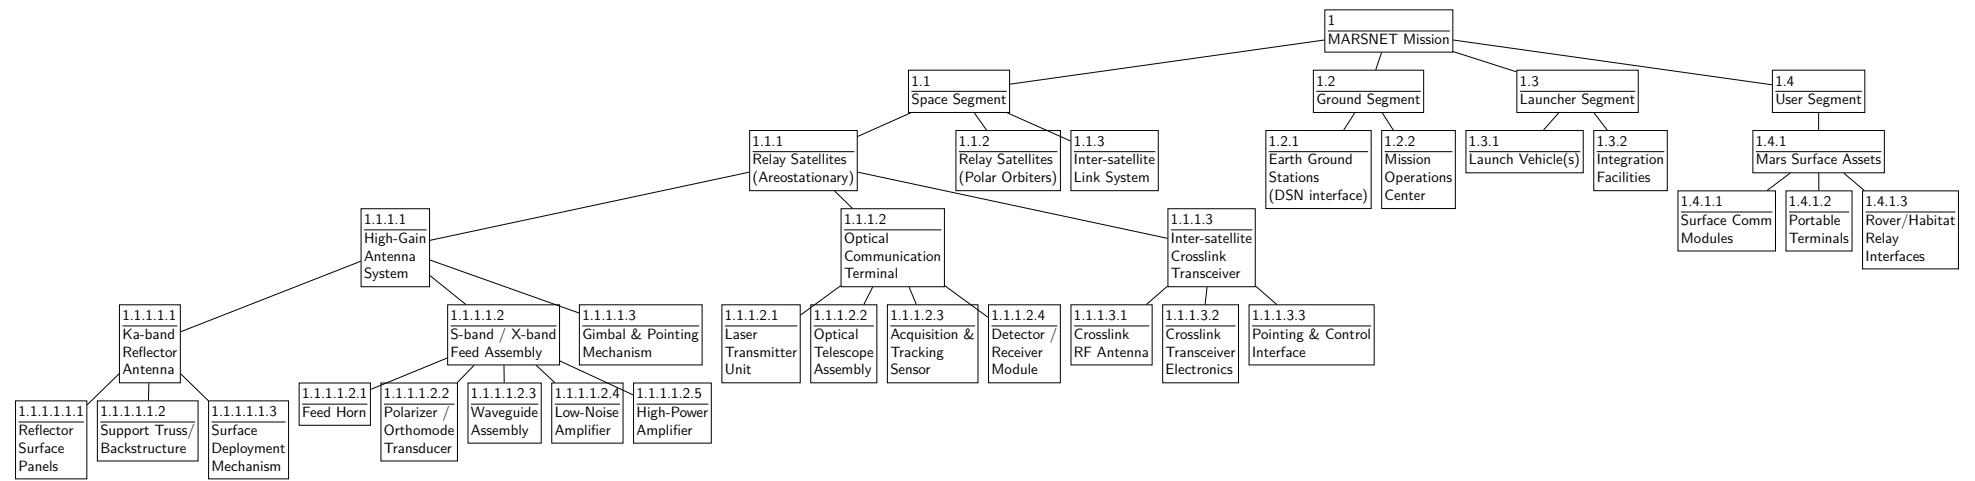 1
MARSNET Mission
1.1
Space Segment
1.2
Ground Segment
1.3
Launcher Segment
1.4
User Segment
1.1.1
Relay Satellites
(Areostationary)
1.1.2
Relay Satellites
(Polar Orbiters)
1.1.3
Inter-satellite
Link System
1.2.1
Earth Ground
Stations
(DSN interface)
1.2.2
Mission
Operations
Center
1.3.1
Launch Vehicle(s)
1.3.2
Integration
Facilities
1.4.1
Mars Surface Assets
1.1.1.1
High-Gain
Antenna
System
1.1.1.2
Optical
Communication
Terminal
1.1.1.3
Inter-satellite
Crosslink
Transceiver
1.4.1.1
Surface Comm
Modules
1.4.1.2
Portable
Terminals
1.4.1.3
Rover/Habitat
Relay
Interfaces
1.1.1.1.1
Ka-band
Reflector
Antenna
1.1.1.1.2
S-band / X-band
Feed Assembly
1.1.1.1.3
Gimbal & Pointing
Mechanism
1.1.1.2.1
Laser
Transmitter
Unit
1.1.1.2.2
Optical
Telescope
Assembly
1.1.1.2.3
Acquisition &
Tracking
Sensor
1.1.1.2.4
Detector /
Receiver
Module
1.1.1.3.1
Crosslink
RF Antenna
1.1.1.3.2
Crosslink
Transceiver
Electronics
1.1.1.3.3
Pointing & Control
Interface
1.1.1.1.1.1
Reflector
Surface
Panels
1.1.1.1.1.2
Support Truss/
Backstructure
1.1.1.1.1.3
Surface
Deployment
Mechanism
1.1.1.1.2.1
Feed Horn
1.1.1.1.2.2
Polarizer /
Orthomode
Transducer
1.1.1.1.2.3
Waveguide
Assembly
1.1.1.1.2.4
Low-Noise
Amplifier
1.1.1.1.2.5
High-Power
Amplifier